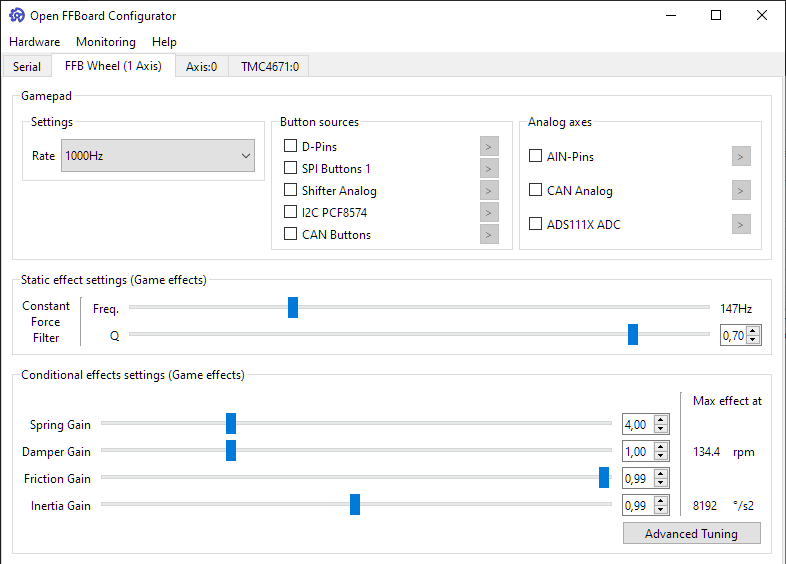 Open FFBoard Configurator
Hardware Monitoring Help
Serial FFB Wheel (1 Axis) Axis:0 TMC4671:0
Gamepad
Settings
Rate 1000Hz
Button sources
D-Pins >
SPI Buttons 1 >
Shifter Analog >
I2C PCF8574 >
CAN Buttons >
Analog axes
AIN-Pins >
CAN Analog >
ADS111X ADC >
Static effect settings (Game effects)
Constant
Force
Filter
Freq. 147Hz
Q 0,70
Conditional effects settings (Game effects)
Max effect at
Spring Gain 4,00
Damper Gain 1,00 134.4 rpm
Friction Gain 0,99
Inertia Gain 0,99 8192 °/s2
Advanced Tuning